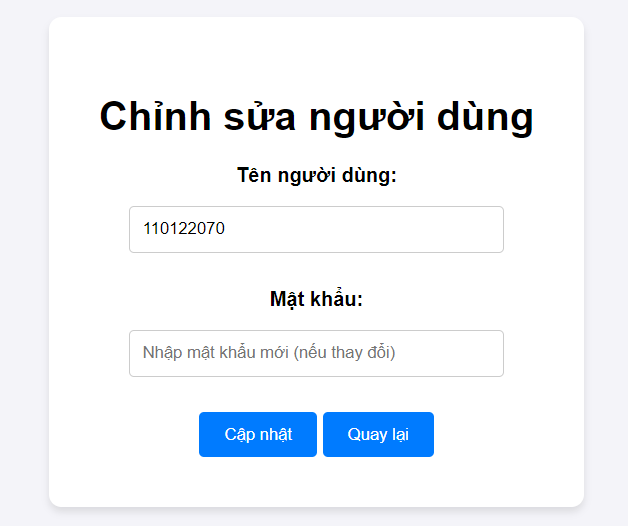 Chỉnh sửa người dùng
Tên người dùng:
110122070
Mật khẩu:
Nhập mật khẩu mới (nếu thay đổi)
Cập nhật
Quay lại